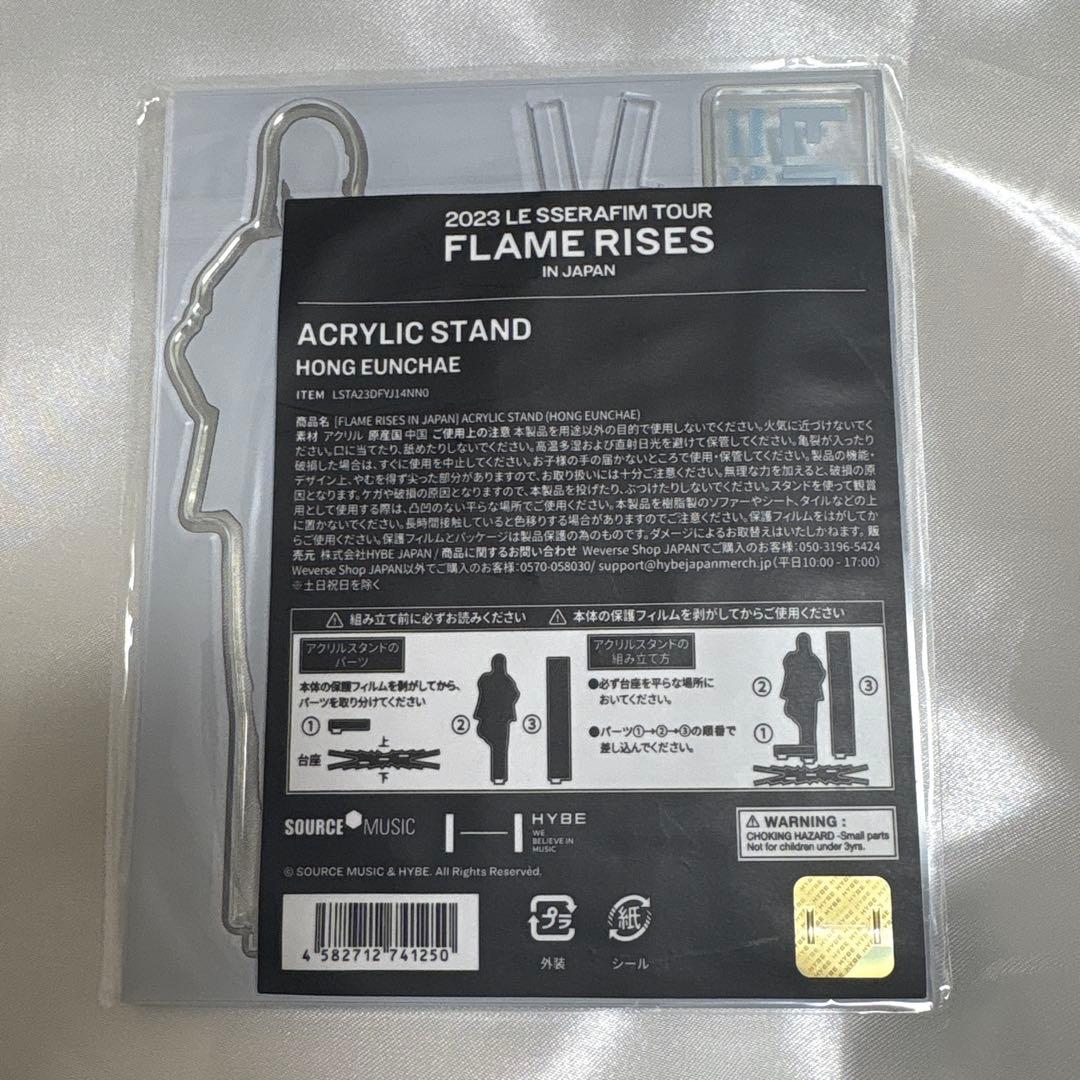 2023 LE SSERAFIM TOUR
FLAME RISES
IN JAPAN
ACRYLIC STAND
HONG EUNCHAE
ITEM LSTA23DFYJ14NN0
商品名 [FLAME RISES IN JAPAN] ACRYLIC STAND (HONG EUNCHAE)
素材 アクリル 原産国 中国 ご使用上の注意 本製品を用途以外の目的で使用しないでください。火気に近づけないでく
ださい。口に当てたり、舐めたりしないでください。高温多湿および直射日光を避けて保管してください。亀裂が入ったり
破損した場合は、すぐに使用を中止してください。お子様の手の届かないところで使用・保管してください。製品の機能・
デザイン上、やむを得ず尖った部分がありますので、お取り扱いには十分ご注意ください。無理な力を加えると、破損の原
因となります。ケガや破損の原因となりますので、本製品を投げたり、ぶつけたりしないでください。スタンドを使って観賞
用として使用する際は、凸凹のない平らな場所でご使用ください。本製品を樹脂製のソファーやシート、タイルなどの上
に置かないでください。長時間接触していると色移りする場合がありますのでご注意ください。保護フィルムをはがしてか
らご使用ください。保護フィルムとパッケージは製品保護の為のものです。ダメージによるお取替えはいたしかねます。販
売元 株式会社HYBE JAPAN / 商品に関するお問い合わせ Weverse Shop JAPANでご購入のお客様:050-3196-5424
Weverse Shop JAPAN以外でご購入のお客様:0570-058030/ support@hybejapanmerch.jp (平日10:00 - 17:00)
※土日祝日を除く
組み立て前に必ずお読みください 本体の保護フィルムを剥がしてからご使用ください
アクリルスタンドの
パーツ
本体の保護フィルムを剥がしてから、
パーツを取り分けてください
① ② ③
台座 上
下
アクリルスタンドの
組み立て方
●必ず台座を平らな場所に
おいてください。
●パーツ①→②→③の順番で
差し込んでください。
② ③
①
SOURCE MUSIC
HYBE
WE
BELIEVE IN
MUSIC
WARNING :
CHOKING HAZARD -Small parts
Not for children under 3yrs.
© SOURCE MUSIC & HYBE. All Rights Reserved.
4 582712 741250
プラ
外装
紙
シール
HYBE HYBE HYBE